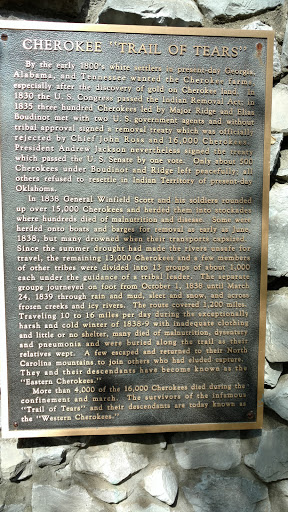 CHEROKEE "TRAIL OF TEARS"
By the early 1800's white settlers in present-day Georgia,
Alabama, and Tennessee wanted the Cherokee farms
especially after the discovery of gold on Cherokee land. In
1830 the U. S. Congress passed the Indian Removal Act; in
1835 three hundred Cherokees led by Major Ridge and Elias
Boudinot met with two U. S. government agents and without
tribal approval signed a removal treaty which was officially
rejected by Chief John Ross and 16,000 Cherokees.
President Andrew Jackson nevertheless signed the treaty
which passed the U. S. Senate by one vote. Only about 500
Cherokees under Boudinot and Ridge left peacefully; all
others refused to resettle in Indian Territory of present-day
Oklahoma.
In 1838 General Winfield Scott and his soldiers rounded
up over 15,000 Cherokees and herded them into stockades
where hundreds died of malnutrition and disease. Some were
herded onto boats and barges for removal as early as June,
1838, but many drowned when their transports capsized.
Since the summer drought had made the rivers unsafe for
travel, the remaining 13,000 Cherokees and a few members
of other tribes were divided into 13 groups of about 1,000
each under the guidance of a tribal leader. The separate
groups journeyed on foot from October 1, 1838 until March
24, 1839 through rain and mud, sleet and snow, and across
frozen creeks and icy rivers. The route covered 1,200 miles.
Traveling 10 to 16 miles per day during the exceptionally
harsh and cold winter of 1838-9 with inadequate clothing
and little or no shelter, many died of malnutrition, dysentery
and pneumonia and were buried along the trail as their
relatives wept. A few escaped and returned to their North
Carolina mountains to join others who had eluded capture.
They and their descendants have become known as the
"Eastern Cherokees."
More than 4,000 of the 16,000 Cherokees died during the
confinement and march. The survivors of the infamous
"Trail of Tears" and their descendants are today known as
the "Western Cherokees."